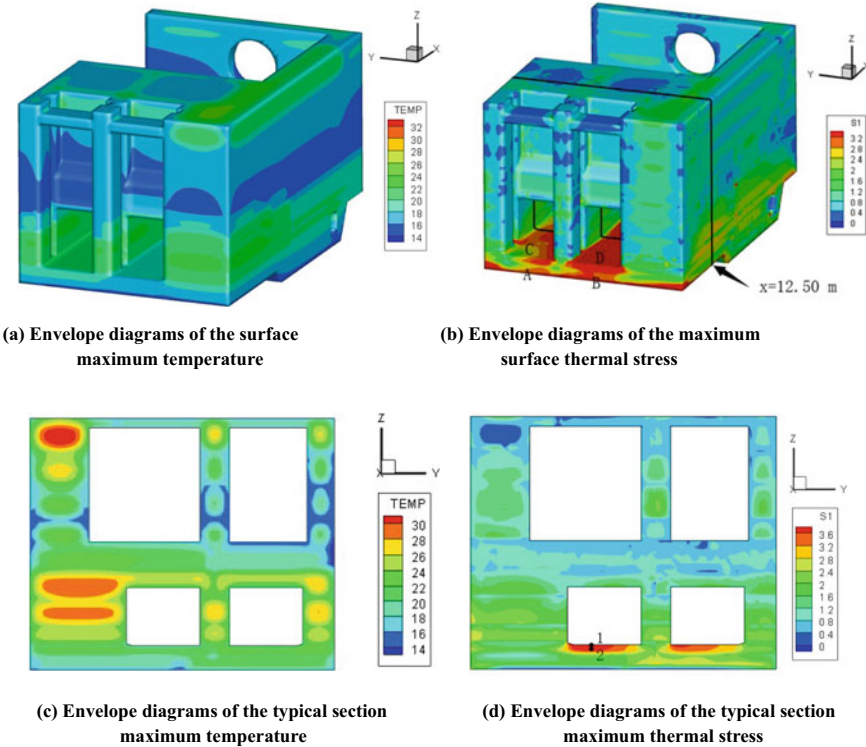 Z
Y
X
TEMP
32
30
28
26
24
22
20
18
16
14
Z
Y
X
S1
3.2
2.8
2.4
2
1.6
1.2
0.8
0.4
0
C
D
A
B
x=12.50 m
(a) Envelope diagrams of the surface
maximum temperature
(b) Envelope diagrams of the maximum
surface thermal stress
Z
X
Y
TEMP
30
28
26
24
22
20
18
16
14
Z
X
Y
S1
3.6
3.2
2.8
2.4
2
1.6
1.2
0.8
0.4
0
1
2
(c) Envelope diagrams of the typical section
maximum temperature
(d) Envelope diagrams of the typical section
maximum thermal stress